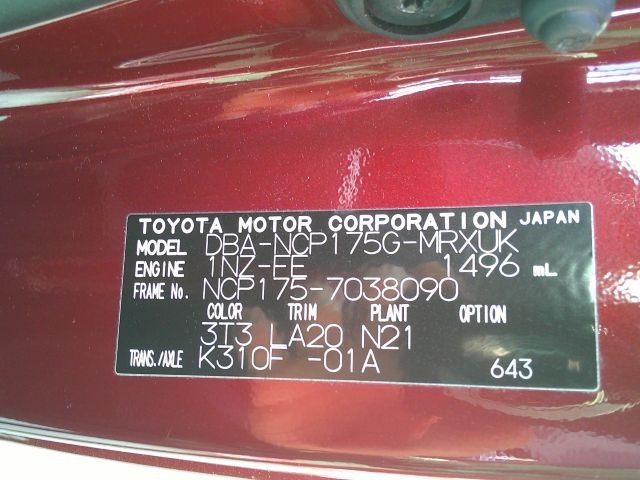 TOYOTA MOTOR CORPORATION JAPAN
MODEL DBA-NCP175G-MRXUK
ENGINE 1NZ-FE 1496 mL
FRAME No. NCP175-7038090
COLOR TRIM PLANT OPTION
3T3 LA20 N21
TRANS./AXLE K310F -01A
643